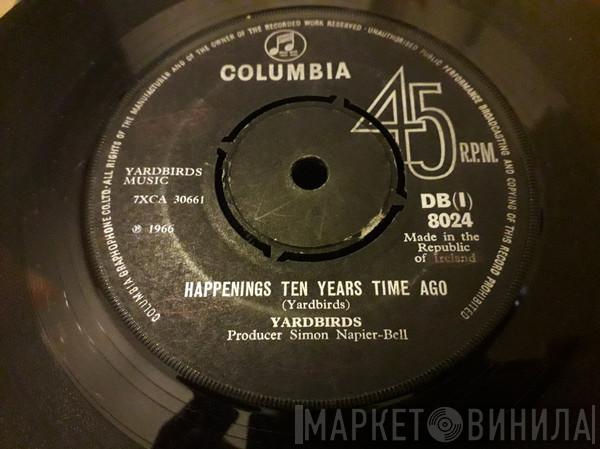 COLUMBIA GRAPHOPHONE CO.LTD·ALL RIGHTS OF THE MANUFACTURER AND OF THE OWNER OF THE RECORDED WORK RESERVED·UNAUTHORISED PUBLIC PERFORMANCE BROADCASTING AND COPYING OF THIS RECORD PROHIBITED
COLUMBIA
45
R.P.M.
YARDBIRDS
MUSIC
7XCA 30661
℗ 1966
DB(I)
8024
Made in the
Republic
of Ireland
HAPPENINGS TEN YEARS TIME AGO
(Yardbirds)
YARDBIRDS
Producer Simon Napier-Bell
МАРКЕТ ВИНИЛА